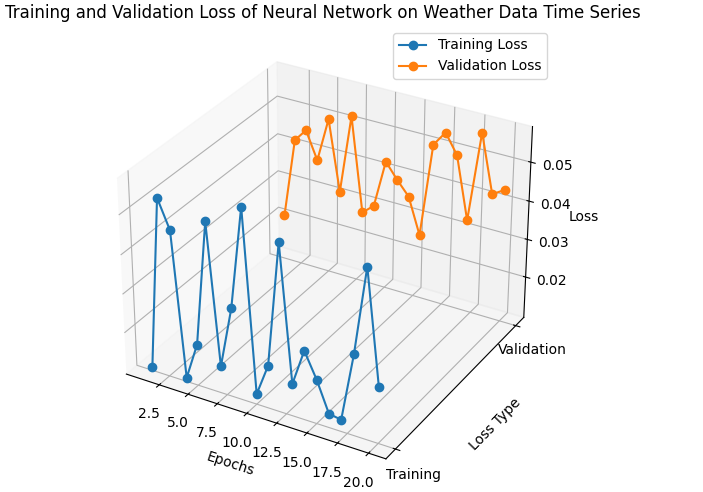 Training and Validation Loss of Neural Network on Weather Data Time Series
Training Loss
Validation Loss
0.05
0.04
Loss
0.03
0.02
Validation
Loss Type
Training
2.5
5.0
7.5
10.0
12.5
15.0
17.5
20.0
Epochs